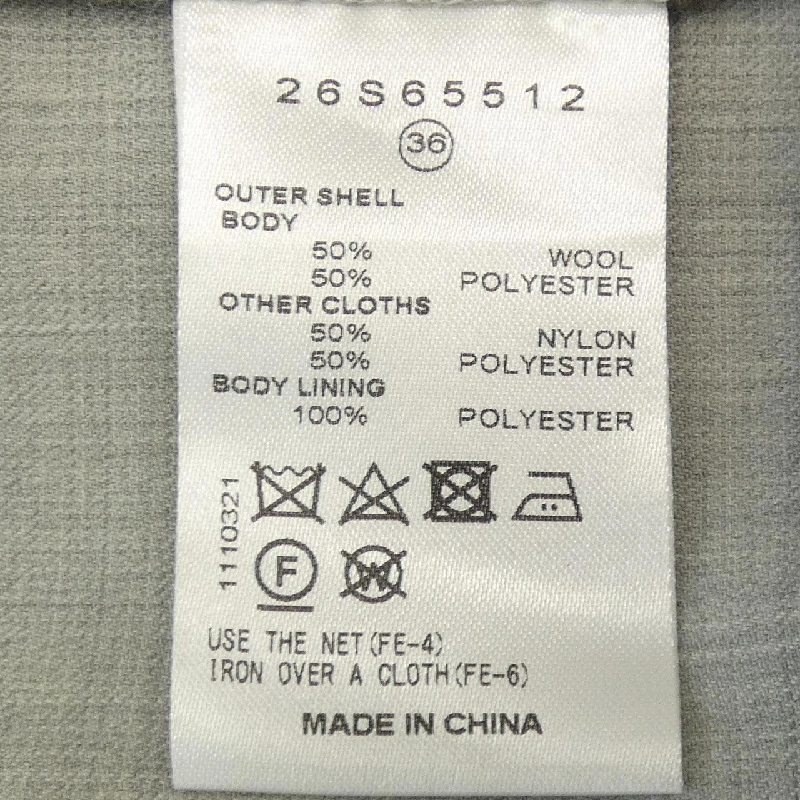 26S65512
36
OUTER SHELL
BODY
50% WOOL
50% POLYESTER
OTHER CLOTHS
50% NYLON
50% POLYESTER
BODY LINING
100% POLYESTER
1110321
F W
USE THE NET(FE-4)
IRON OVER A CLOTH(FE-6)
MADE IN CHINA